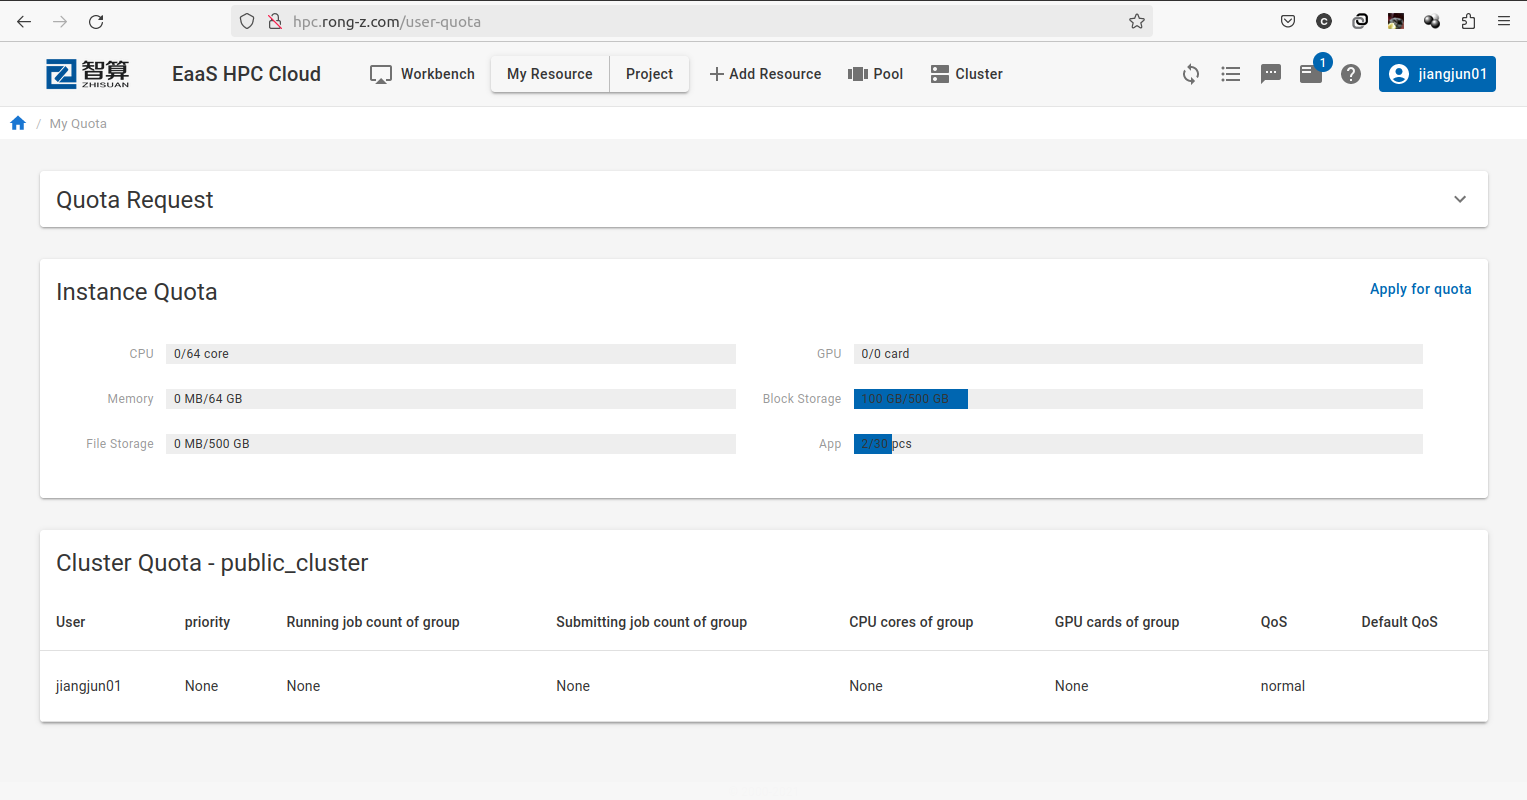 hpc.rong-z.com/user-quota
智算
ZHISUAN
EaaS HPC Cloud
Workbench
My Resource
Project
Add Resource
Pool
Cluster
1
jiangjun01
/ My Quota
Quota Request
Instance Quota
Apply for quota
CPU 0/64 core
GPU 0/0 card
Memory 0 MB/64 GB
Block Storage 100 GB/500 GB
File Storage 0 MB/500 GB
App 2/30 pcs
Cluster Quota - public_cluster
User priority Running job count of group Submitting job count of group CPU cores of group GPU cards of group QoS Default QoS
jiangjun01 None None None None None normal